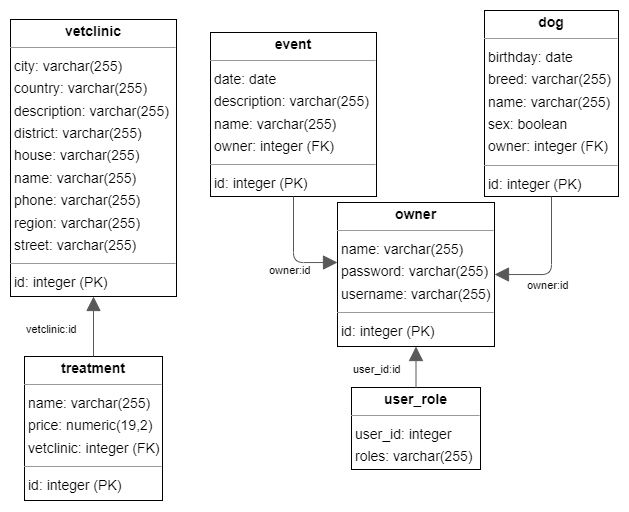 vetclinic
city: varchar(255)
country: varchar(255)
description: varchar(255)
district: varchar(255)
house: varchar(255)
name: varchar(255)
phone: varchar(255)
region: varchar(255)
street: varchar(255)
id: integer (PK)
event
date: date
description: varchar(255)
name: varchar(255)
owner: integer (FK)
id: integer (PK)
dog
birthday: date
breed: varchar(255)
name: varchar(255)
sex: boolean
owner: integer (FK)
id: integer (PK)
owner:id
owner:id
owner
name: varchar(255)
password: varchar(255)
username: varchar(255)
id: integer (PK)
vetclinic:id
treatment
name: varchar(255)
price: numeric(19,2)
vetclinic: integer (FK)
id: integer (PK)
user_id:id
user_role
user_id: integer
roles: varchar(255)